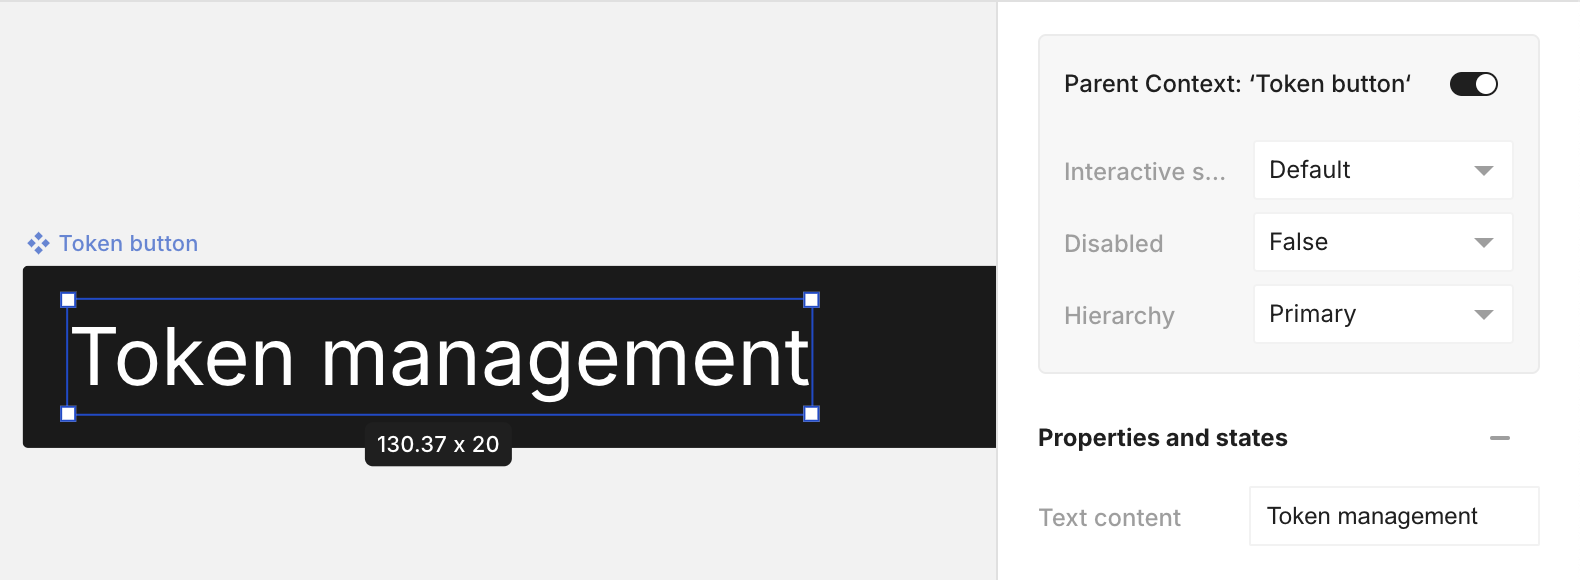 Parent Context: ‘Token button‘
Interactive s...
Default
Disabled
False
Hierarchy
Primary
Token button
Token management
130.37 x 20
Properties and states
Text content
Token management